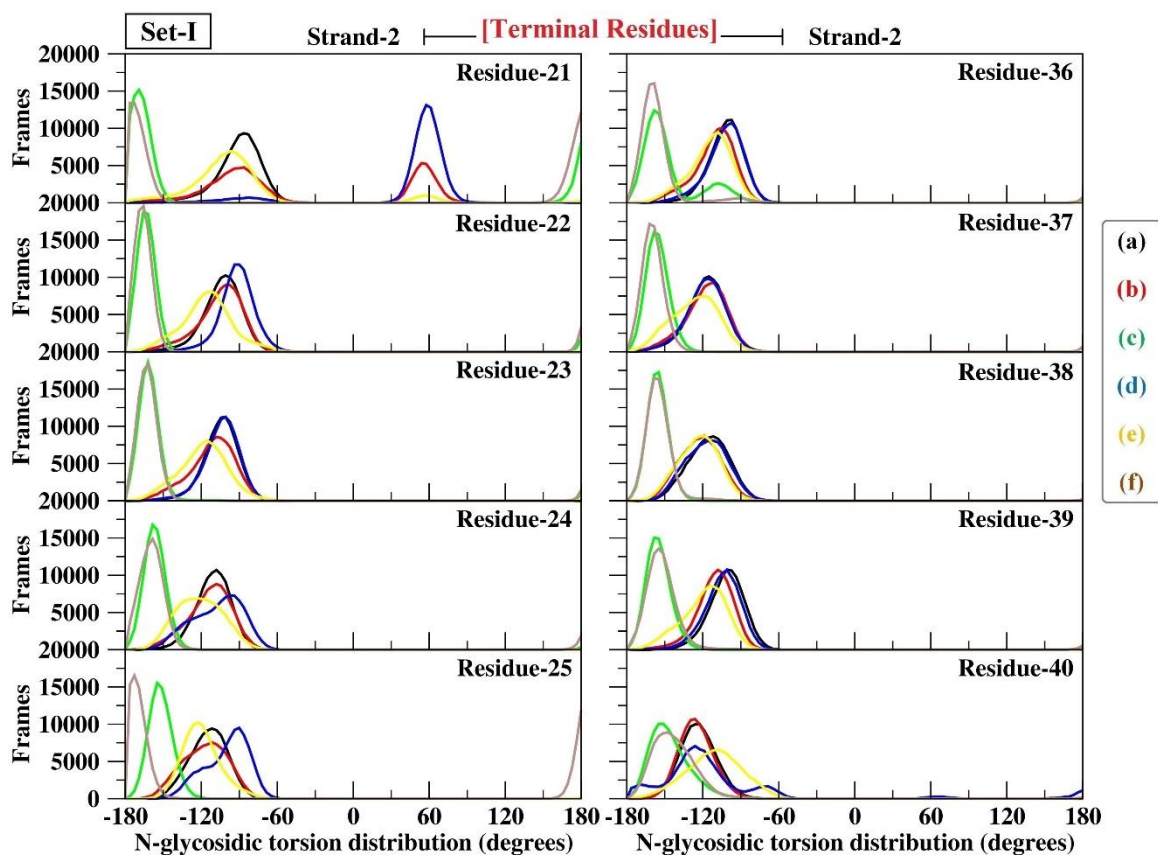 Set-I Strand-2 [Terminal Residues] Strand-2
20000 Residue-21 Residue-36
15000
10000
5000
Frames
20000 Residue-22 Residue-37
15000
10000
5000
Frames
20000 Residue-23 Residue-38
15000
10000
5000
Frames
20000 Residue-24 Residue-39
15000
10000
5000
Frames
20000 Residue-25 Residue-40
15000
10000
5000
0
Frames
-180 -120 -60 0 60 120 180 -180 -120 -60 0 60 120 180
N-glycosidic torsion distribution (degrees) N-glycosidic torsion distribution (degrees)
(a)
(b)
(c)
(d)
(e)
(f)